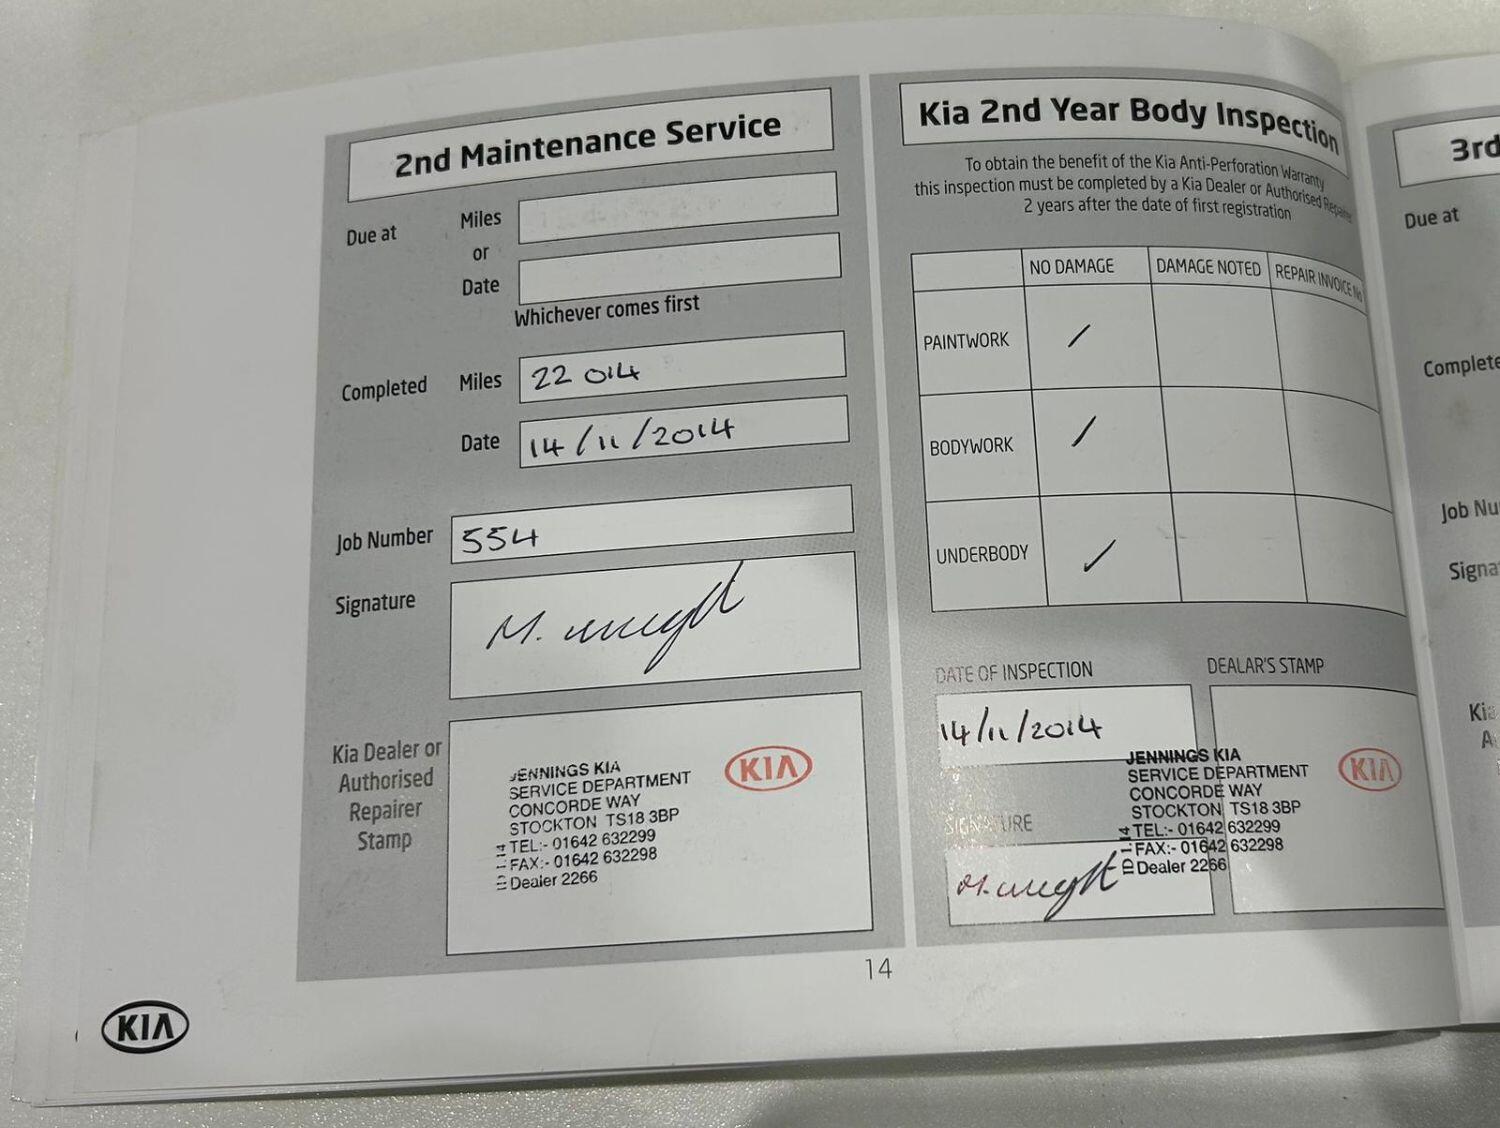 2nd Maintenance Service
Due at
Miles
or
Date
Whichever comes first
Completed
Miles
22 014
Date
14/11/2014
Job Number
554
Signature
Kia Dealer or
Authorised
Repairer
Stamp
JENNINGS KIA
SERVICE DEPARTMENT
CONCORDE WAY
STOCKTON TS18 3BP
TEL:- 01642 632299
FAX:- 01642 632298
Dealer 2266
KIA
Kia 2nd Year Body Inspection
To obtain the benefit of the Kia Anti-Perforation Warranty
this inspection must be completed by a Kia Dealer or Authorised Repairer
2 years after the date of first registration
NO DAMAGE
DAMAGE NOTED
REPAIR INVOICE No
PAINTWORK
BODYWORK
UNDERBODY
DATE OF INSPECTION
DEALAR'S STAMP
14/11/2014
SIGNATURE
JENNINGS KIA
SERVICE DEPARTMENT
CONCORDE WAY
STOCKTON TS18 3BP
TEL:- 01642 632299
FAX:- 01642 632298
Dealer 2266
KIA
14
KIA
3rd
Due at
Complete
Job Nu
Signa
Kia
A